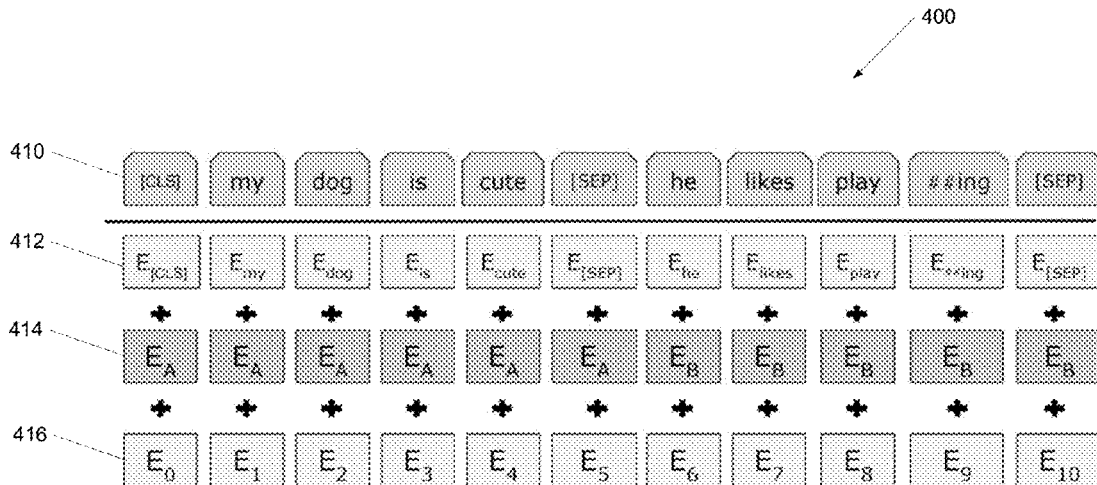 400
410 [CLS] my dog is cute [SEP] he likes play ##ing [SEP]
412 E[CLS] Emy Edog Eis Ecute E[SEP] Ehe Elikes Eplay E##ing E[SEP]
414 EA EA EA EA EA EA EB EB EB EB EB
416 E0 E1 E2 E3 E4 E5 E6 E7 E8 E9 E10